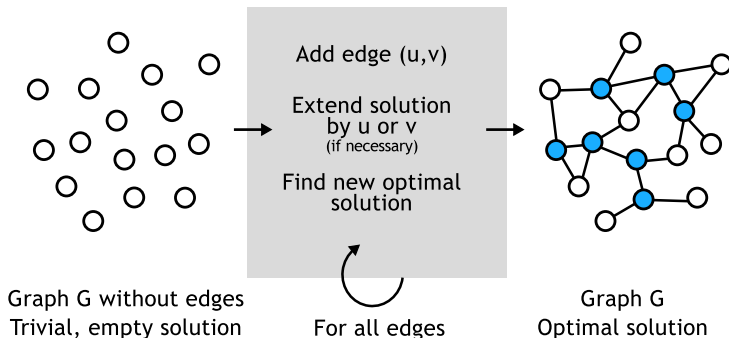 Add edge (u,v)
Extend solution
by u or v
(if necessary)
Find new optimal
solution
Graph G without edges
Trivial, empty solution
For all edges
Graph G
Optimal solution